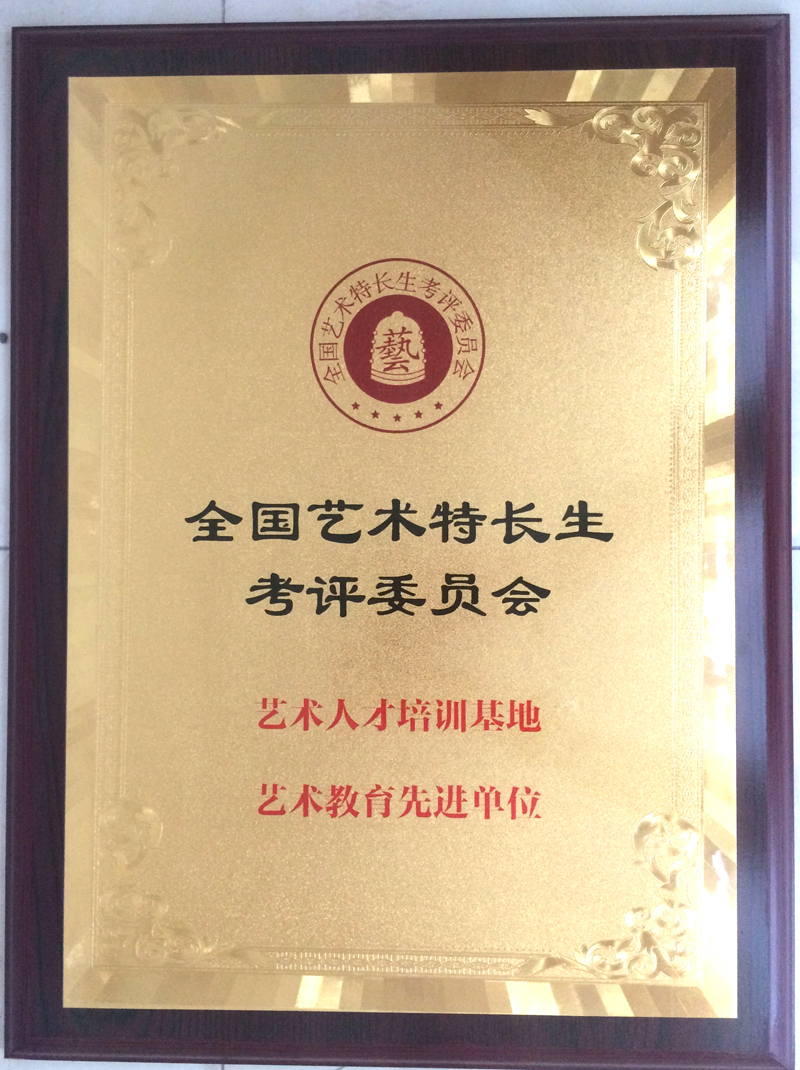 全国艺术特长生考评委员会
藝
全国艺术特长生
考评委员会
艺术人才培训基地
艺术教育先进单位